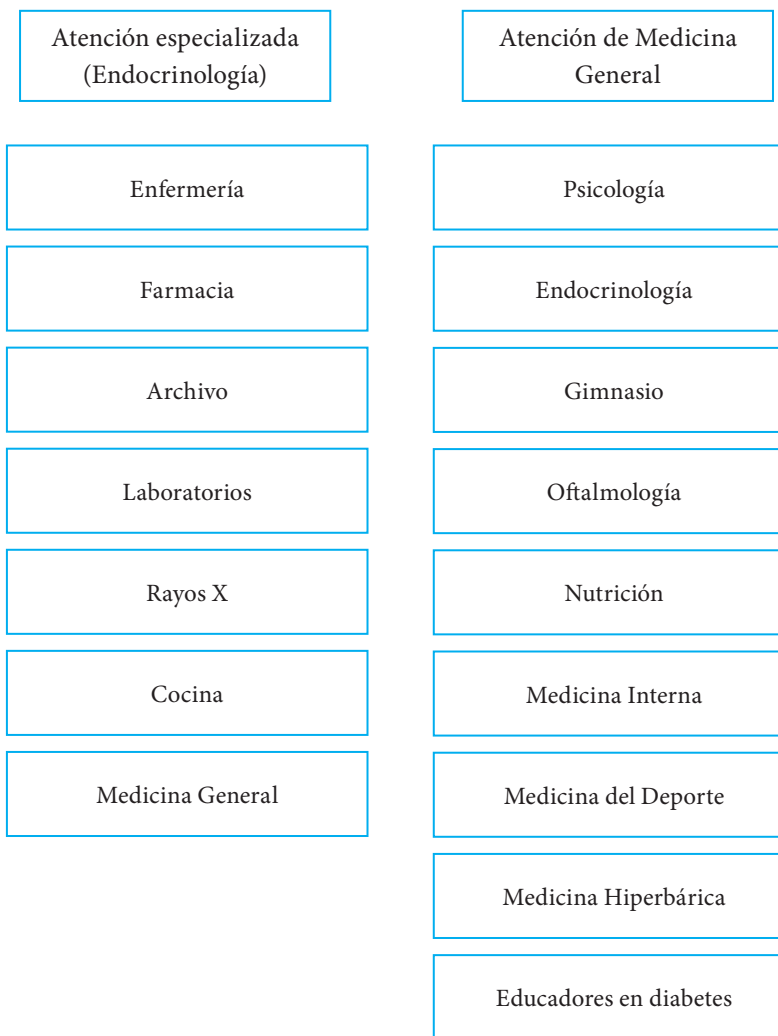 Atención especializada
(Endocrinología)
Atención de Medicina
General
Enfermería
Farmacia
Archivo
Laboratorios
Rayos X
Cocina
Medicina General
Psicología
Endocrinología
Gimnasio
Oftalmología
Nutrición
Medicina Interna
Medicina del Deporte
Medicina Hiperbárica
Educadores en diabetes